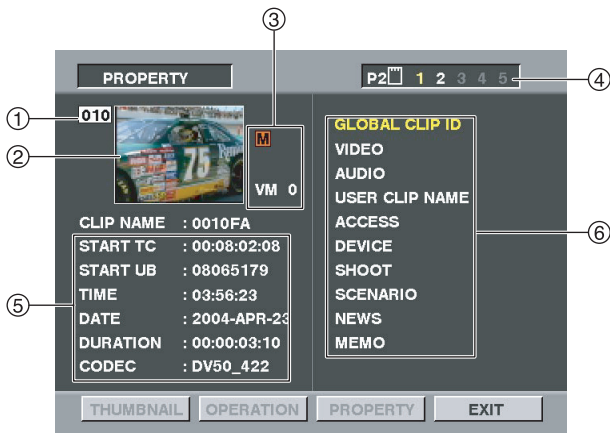 ③
PROPERTY
P2 1 2 3 4 5
④
①
010
②
75
M
VM 0
CLIP NAME : 0010FA
START TC : 00:08:02:08
START UB : 08065179
TIME : 03:56:23
DATE : 2004-APR-23
DURATION : 00:00:03:10
CODEC : DV50_422
⑤
GLOBAL CLIP ID
VIDEO
AUDIO
USER CLIP NAME
ACCESS
DEVICE
SHOOT
SCENARIO
NEWS
MEMO
⑥
THUMBNAIL
OPERATION
PROPERTY
EXIT